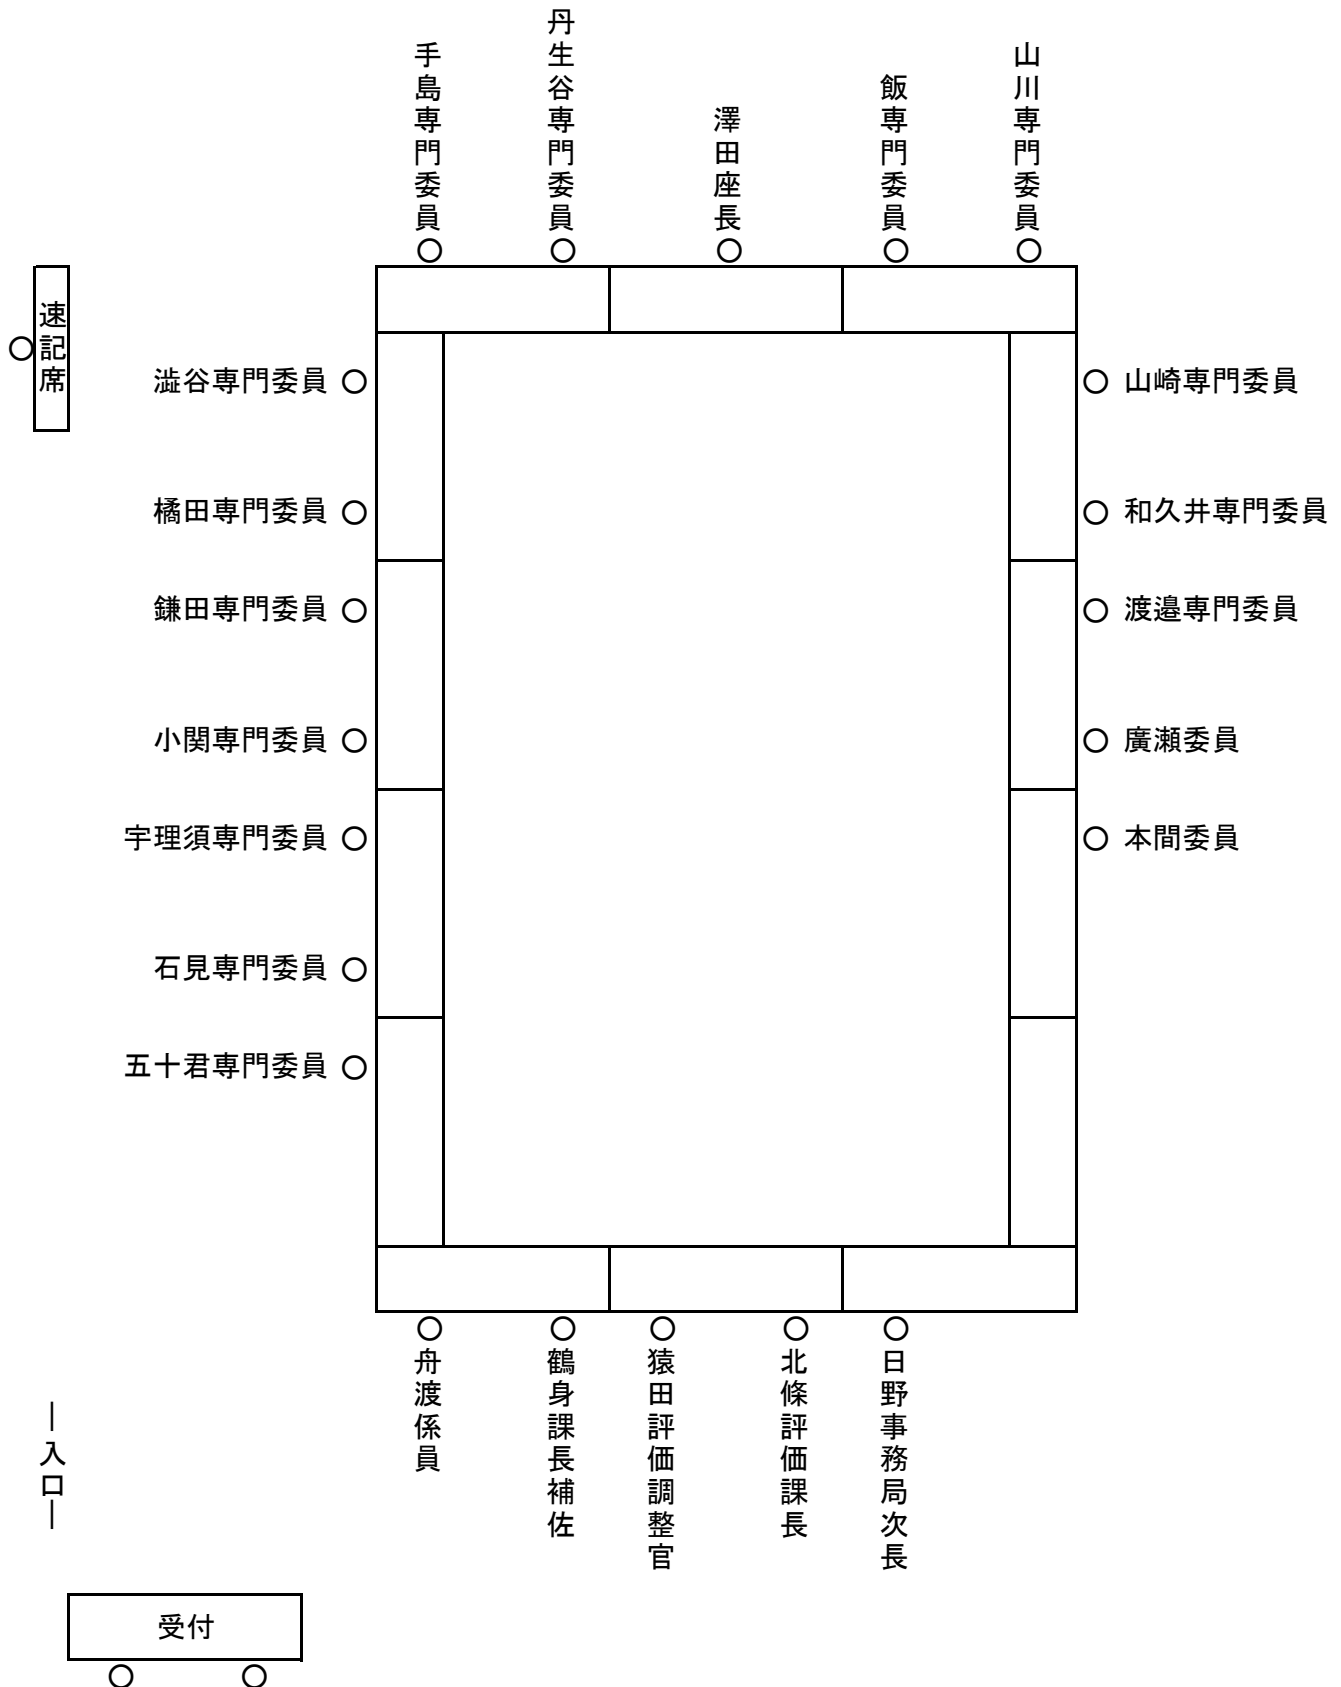 手島専門委員○
丹生谷専門委員○
澤田座長○
飯専門委員○
山川専門委員○
速記席
○
澁谷専門委員 ○
橘田専門委員 ○
鎌田専門委員 ○
小関専門委員 ○
宇理須専門委員 ○
石見専門委員 ○
五十君専門委員 ○
○ 山崎専門委員
○ 和久井専門委員
○ 渡邉専門委員
○ 廣瀬委員
○ 本間委員
○舟渡係員
○鶴身課長補佐
○猿田評価調整官
○北條評価課長
○日野事務局次長
｜入口｜
受付
○ ○